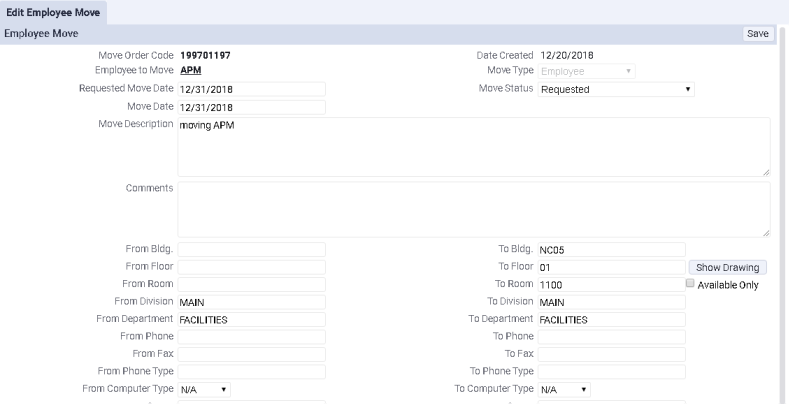 Edit Employee Move
Employee Move Save
Move Order Code 199701197 Date Created 12/20/2018
Employee to Move APM Move Type Employee
Requested Move Date 12/31/2018 Move Status Requested
Move Date 12/31/2018
Move Description moving APM
Comments
From Bldg. To Bldg. NC05
From Floor To Floor 01 Show Drawing
From Room To Room 1100 Available Only
From Division MAIN To Division MAIN
From Department FACILITIES To Department FACILITIES
From Phone To Phone
From Fax To Fax
From Phone Type To Phone Type
From Computer Type N/A To Computer Type N/A